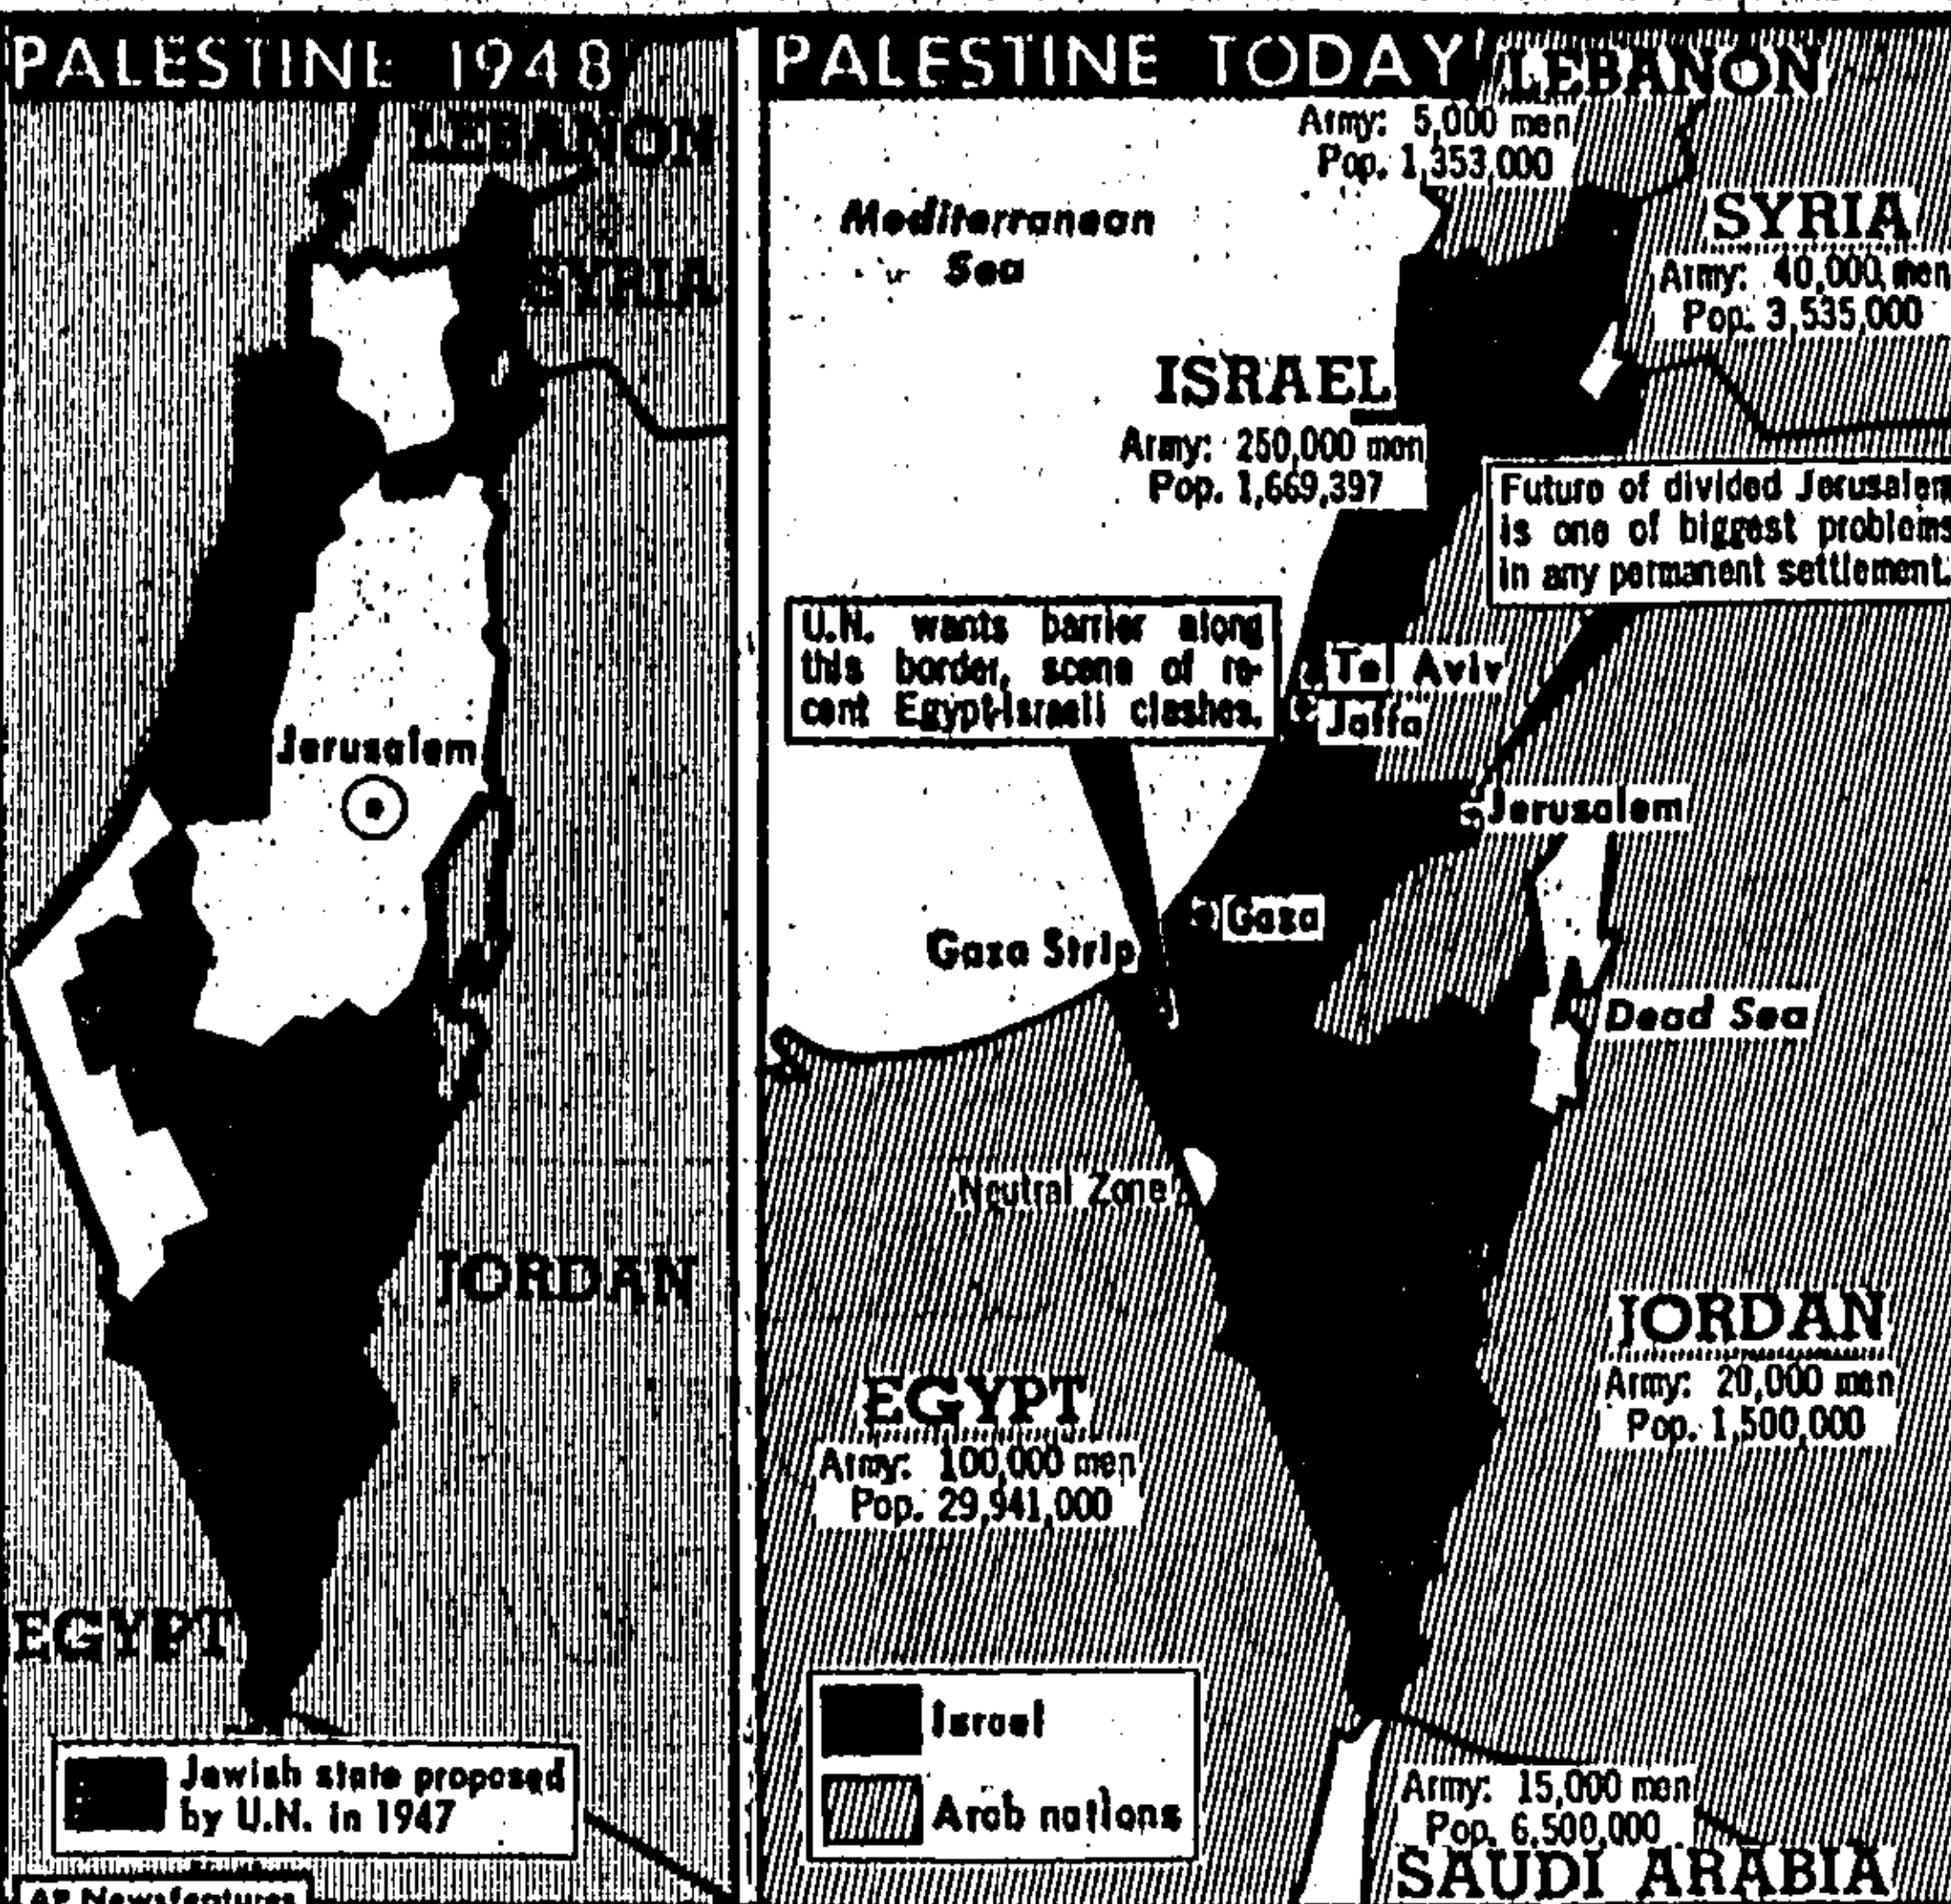 PALESTINE 1948
LEBANON
SYRIA
Jerusalem
JORDAN
EGYPT
Jewish state proposed
by U.N. in 1947
AP Newsfeatures
PALESTINE TODAY
LEBANON
Army: 5,000 men
Pop. 1,353,000
Mediterranean
Sea
SYRIA
Army: 40,000 men
Pop. 3,535,000
ISRAEL
Army: 250,000 men
Pop. 1,669,397
Future of divided Jerusalem
is one of biggest problems
in any permanent settlement.
U.N. wants barrier along
this border, scene of re-
cent Egypt-Israeli clashes.
Tel Aviv
Jaffa
Jerusalem
Gaza
Gaza Strip
Dead Sea
Neutral Zone
JORDAN
Army: 20,000 men
Pop. 1,500,000
EGYPT
Army: 100,000 men
Pop. 29,941,000
Israel
Arab nations
Army: 15,000 men
Pop. 6,500,000
SAUDI ARABIA